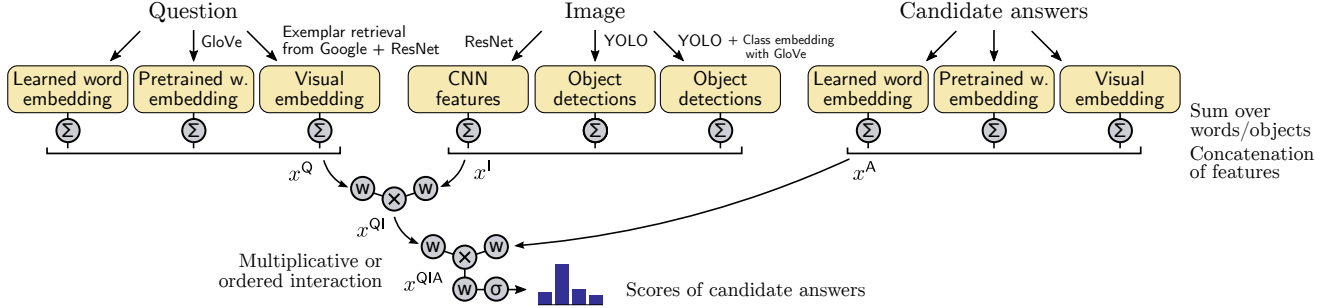 Question
Image
Candidate answers
GloVe
Exemplar retrieval
from Google + ResNet
ResNet
YOLO
YOLO + Class embedding
with GloVe
Learned word
embedding
Pretrained w.
embedding
Visual
embedding
CNN
features
Object
detections
Object
detections
Learned word
embedding
Pretrained w.
embedding
Visual
embedding
Σ
Σ
Σ
Σ
Σ
Σ
Σ
Σ
Σ
Sum over
words/objects
Concatenation
of features
x^Q
x^I
x^A
w
×
w
x^QI
w
×
w
Multiplicative or
ordered interaction
x^QIA
w
σ
Scores of candidate answers